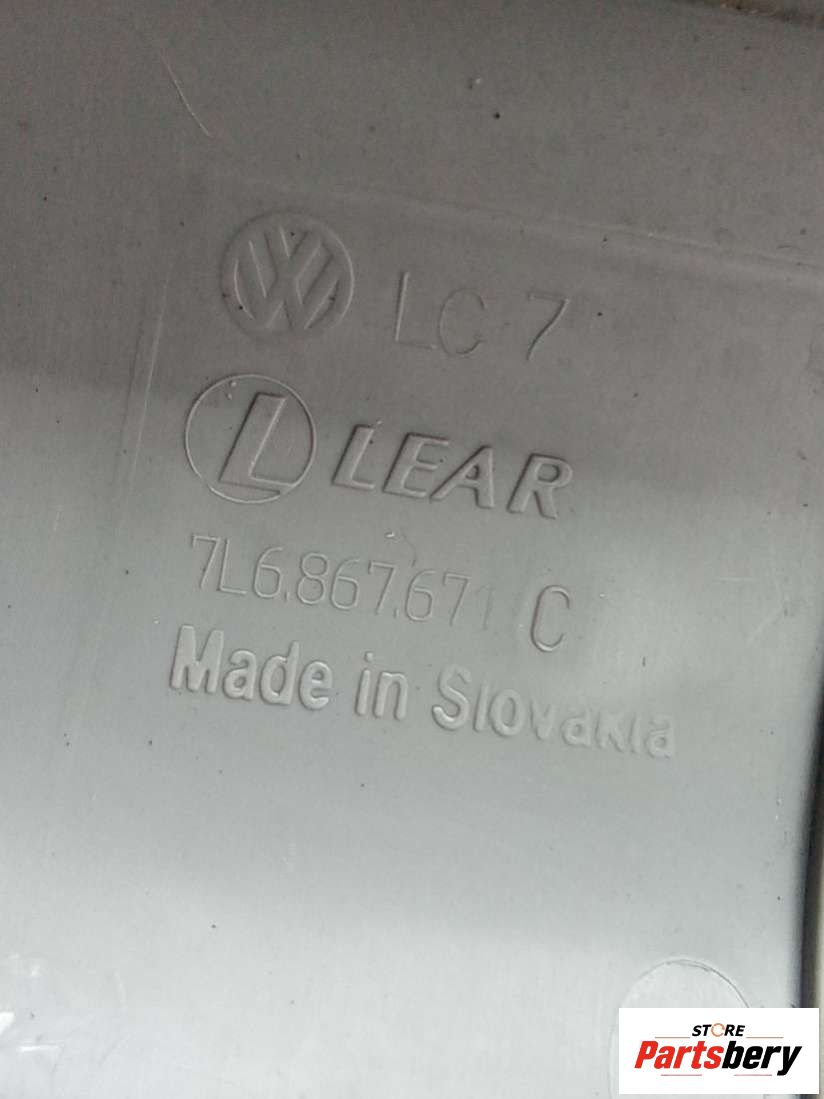 LC 7
L LEAR
7L6.867.671 C
Made in Slovakia
STORE
Partsbery